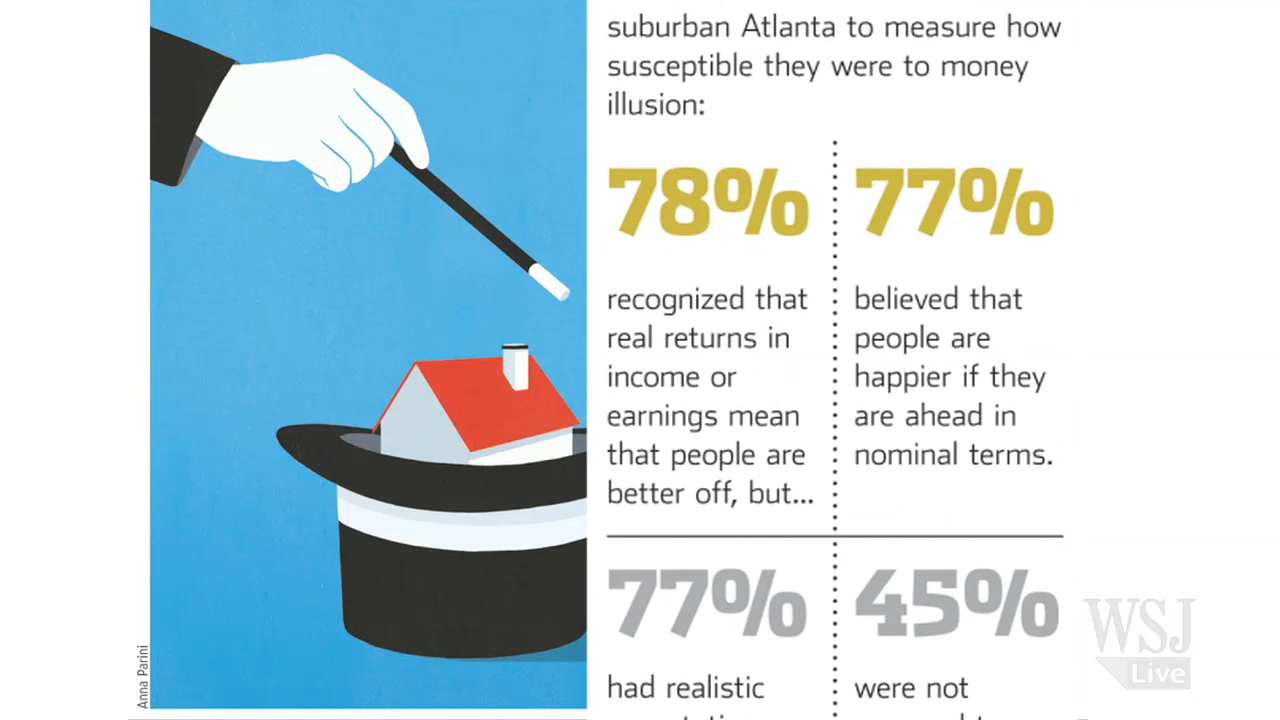 suburban Atlanta to measure how
susceptible they were to money
illusion:
78%
recognized that
real returns in
income or
earnings mean
that people are
better off, but...
77%
believed that
people are
happier if they
are ahead in
nominal terms.
77%
had realistic
45%
were not
Anna Parini
WSJ
Live